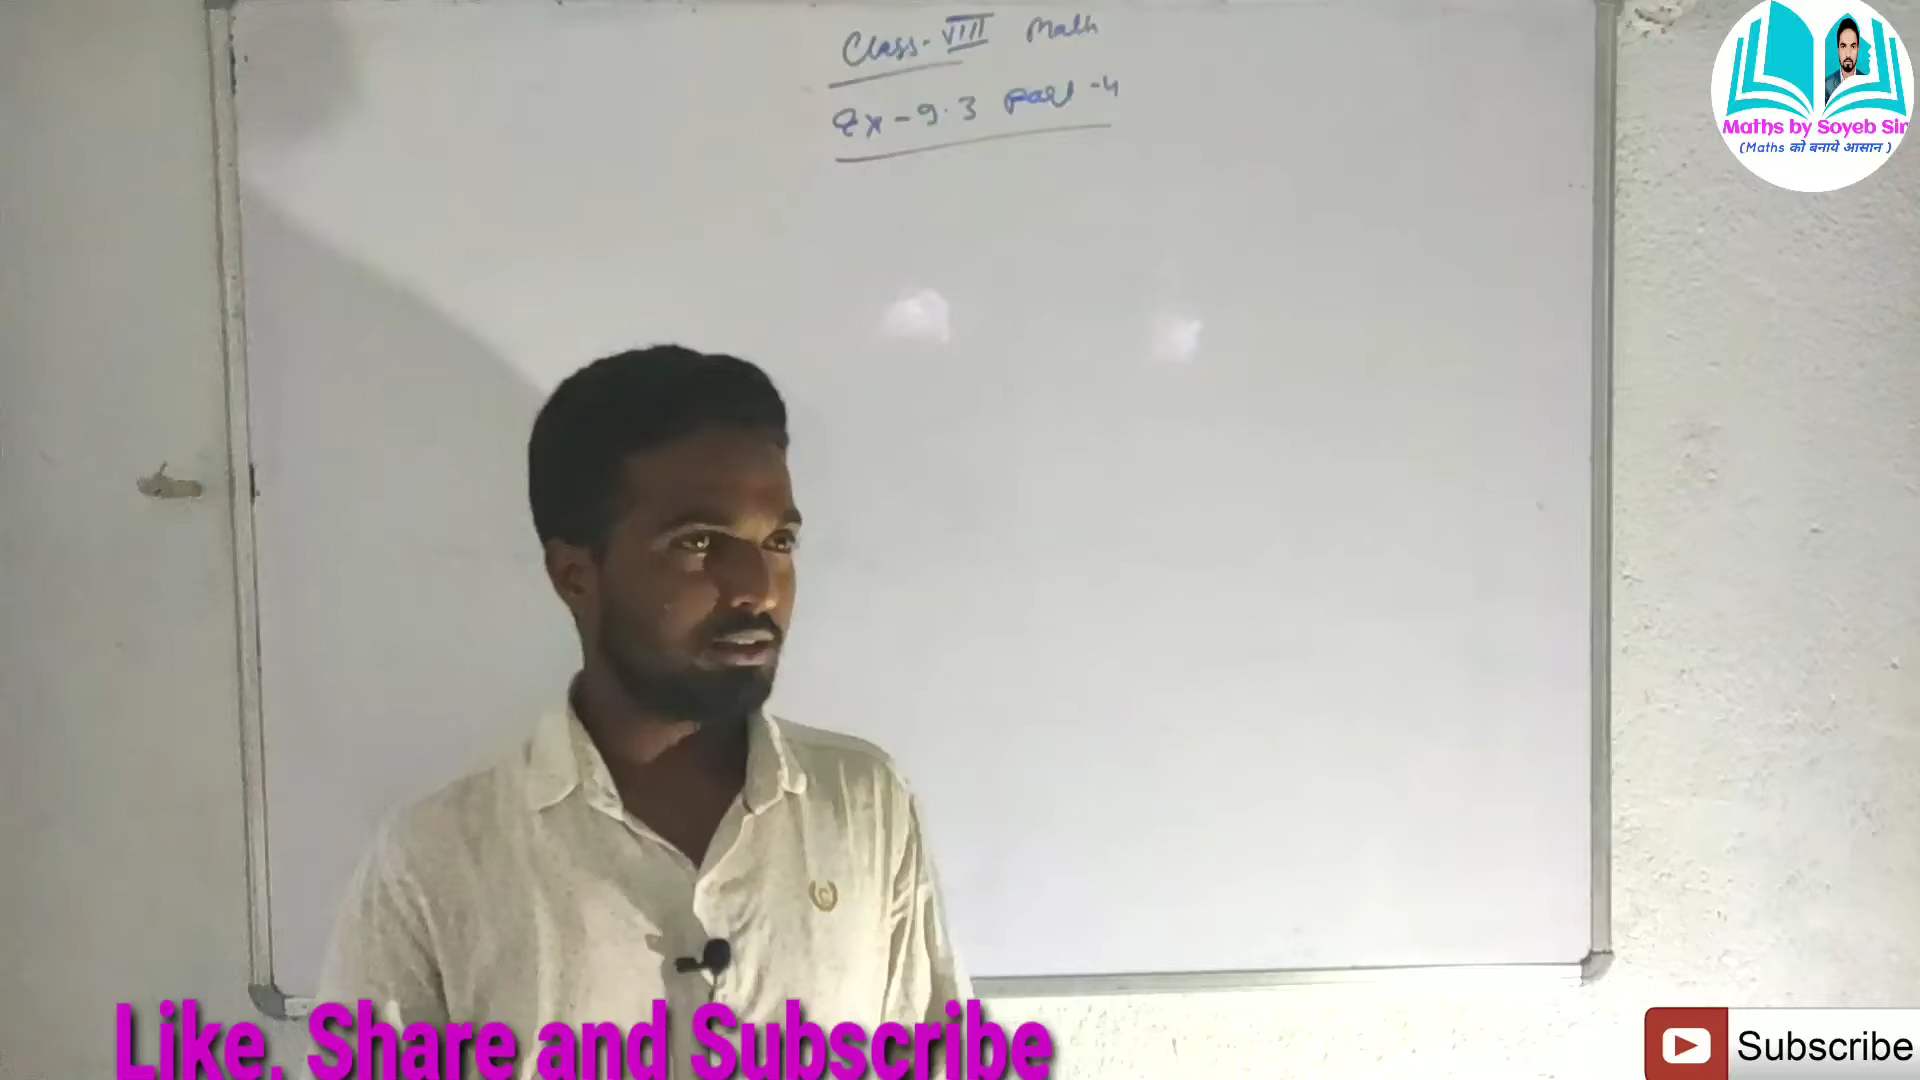 Class-VIII Math
Ex-9.3 part-4
Maths by Soyeb Sir
(Maths को बनाये आसान )
Like, Share and Subscribe
Subscribe